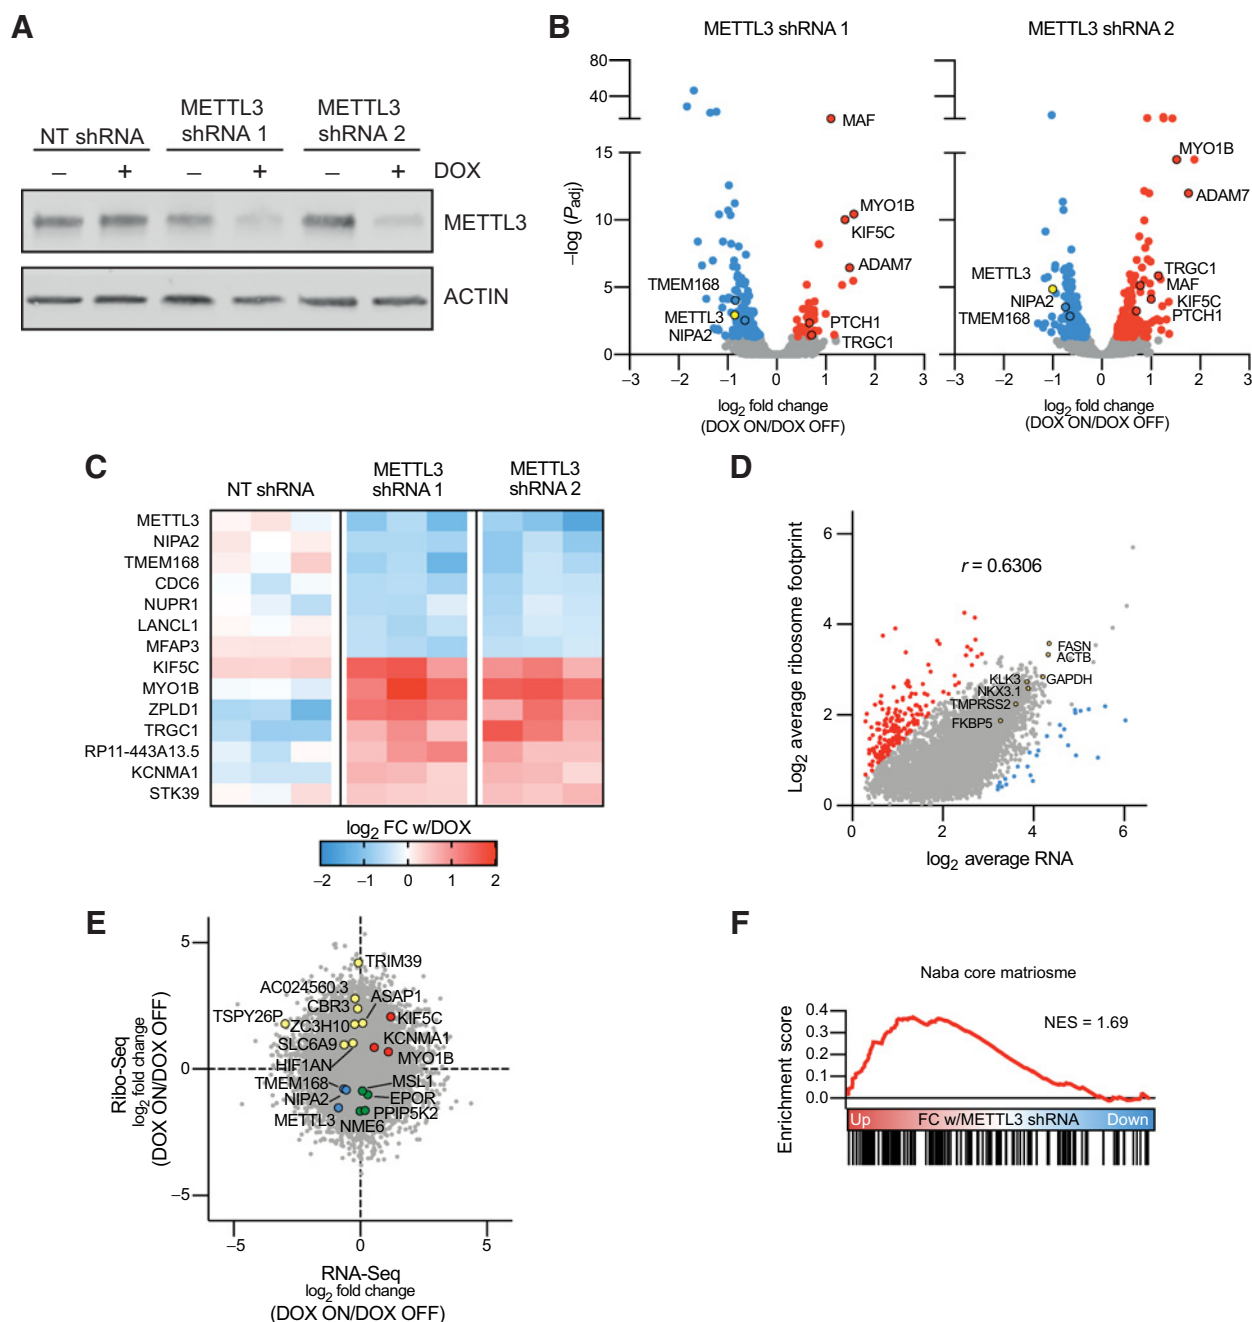 A
NT shRNA
METTL3
shRNA 1
METTL3
shRNA 2
– + – + – + DOX
METTL3
ACTIN
B
METTL3 shRNA 1
METTL3 shRNA 2
80
40
15
10
5
0
–log (Padj)
MAF
MYO1B
KIF5C
ADAM7
TMEM168
METTL3
NIPA2
PTCH1
TRGC1
–3 –2 –1 0 1 2 3
log2 fold change
(DOX ON/DOX OFF)
MYO1B
ADAM7
METTL3
TRGC1
MAF
NIPA2
KIF5C
TMEM168
PTCH1
–3 –2 –1 0 1 2 3
log2 fold change
(DOX ON/DOX OFF)
C
NT shRNA
METTL3
shRNA 1
METTL3
shRNA 2
METTL3
NIPA2
TMEM168
CDC6
NUPR1
LANCL1
MFAP3
KIF5C
MYO1B
ZPLD1
TRGC1
RP11-443A13.5
KCNMA1
STK39
log2 FC w/DOX
–2 –1 0 1 2
D
Log2 average ribosome footprint
6
4
2
0
r = 0.6306
FASN
ACTB
KLK3
GAPDH
NKX3.1
TMPRSS2
FKBP5
0 2 4 6
log2 average RNA
E
Ribo-Seq
log2 fold change
(DOX ON/DOX OFF)
5
0
–5
TRIM39
AC024560.3
ASAP1
CBR3
TSPY26P
KIF5C
ZC3H10
KCNMA1
SLC6A9
MYO1B
HIF1AN
TMEM168
MSL1
NIPA2
EPOR
PPIP5K2
METTL3
NME6
–5 0 5
RNA-Seq
log2 fold change
(DOX ON/DOX OFF)
F
Naba core matriosme
Enrichment score
0.4
0.3
0.2
0.1
0.0
NES = 1.69
Up FC w/METTL3 shRNA Down